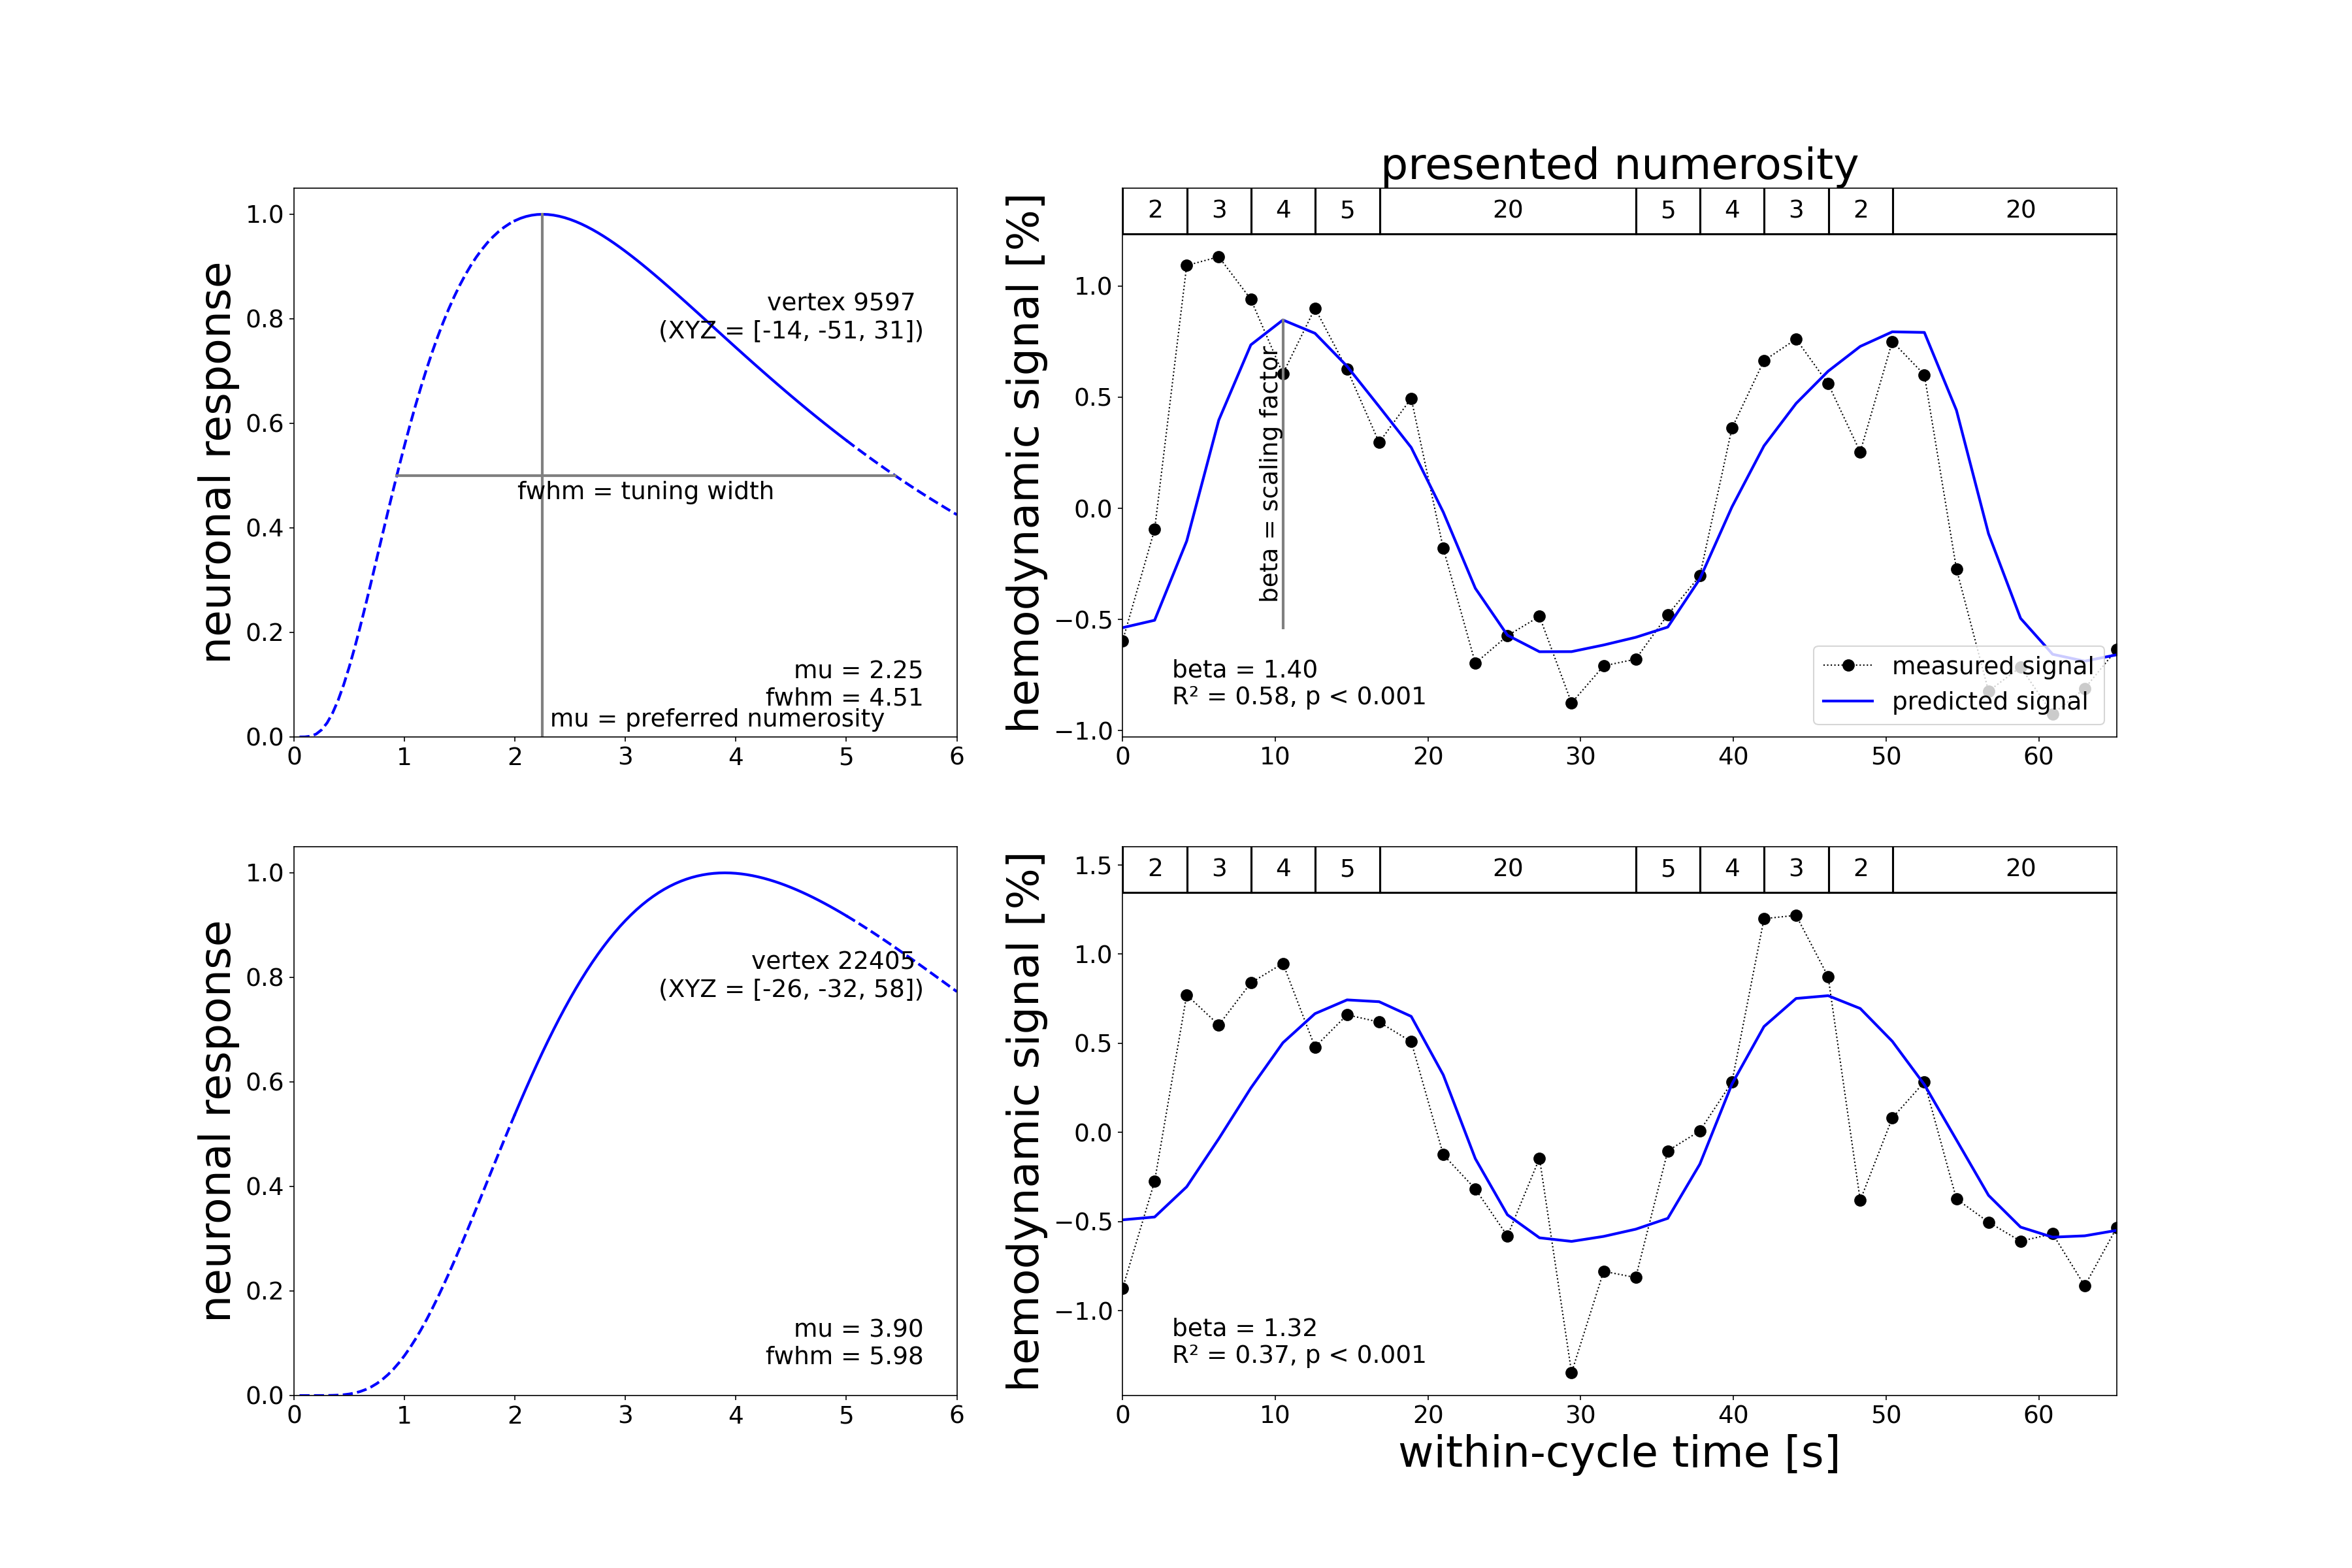 presented numerosity
neuronal response
1.0
0.8
0.6
0.4
0.2
0.0
0 1 2 3 4 5 6
vertex 9597
(XYZ = [-14, -51, 31])
fwhm = tuning width
mu = 2.25
fwhm = 4.51
mu = preferred numerosity
hemodynamic signal [%]
2 3 4 5 20 5 4 3 2 20
1.0
0.5
0.0
−0.5
−1.0
0 10 20 30 40 50 60
beta = scaling factor
beta = 1.40
R² = 0.58, p < 0.001
measured signal
predicted signal
neuronal response
1.0
0.8
0.6
0.4
0.2
0.0
0 1 2 3 4 5 6
vertex 22405
(XYZ = [-26, -32, 58])
mu = 3.90
fwhm = 5.98
hemodynamic signal [%]
2 3 4 5 20 5 4 3 2 20
1.5
1.0
0.5
0.0
−0.5
−1.0
0 10 20 30 40 50 60
beta = 1.32
R² = 0.37, p < 0.001
within-cycle time [s]